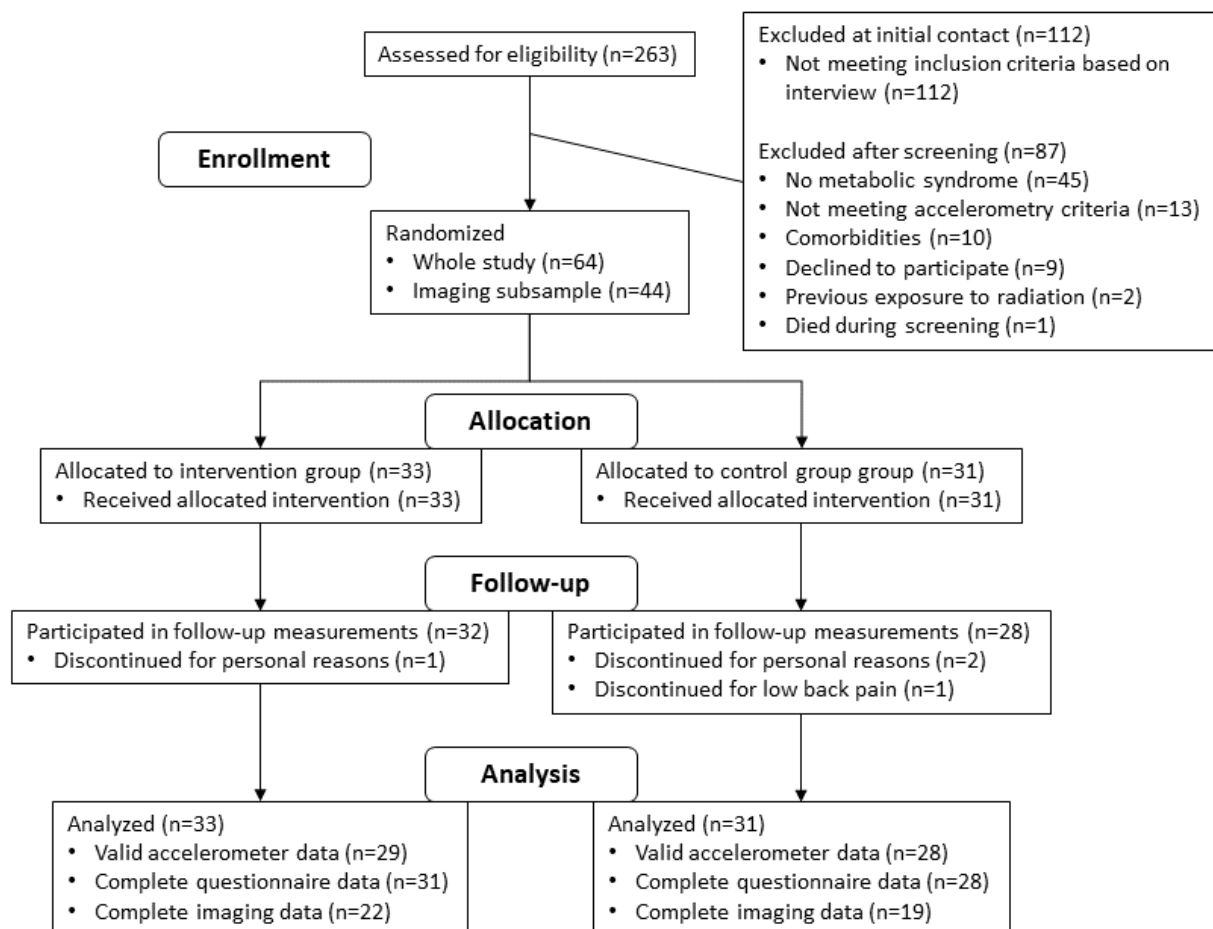 Assessed for eligibility (n=263)
Excluded at initial contact (n=112)
• Not meeting inclusion criteria based on
interview (n=112)
Excluded after screening (n=87)
• No metabolic syndrome (n=45)
• Not meeting accelerometry criteria (n=13)
• Comorbidities (n=10)
• Declined to participate (n=9)
• Previous exposure to radiation (n=2)
• Died during screening (n=1)
Enrollment
Randomized
• Whole study (n=64)
• Imaging subsample (n=44)
Allocation
Allocated to intervention group (n=33)
• Received allocated intervention (n=33)
Allocated to control group group (n=31)
• Received allocated intervention (n=31)
Follow-up
Participated in follow-up measurements (n=32)
• Discontinued for personal reasons (n=1)
Participated in follow-up measurements (n=28)
• Discontinued for personal reasons (n=2)
• Discontinued for low back pain (n=1)
Analysis
Analyzed (n=33)
• Valid accelerometer data (n=29)
• Complete questionnaire data (n=31)
• Complete imaging data (n=22)
Analyzed (n=31)
• Valid accelerometer data (n=28)
• Complete questionnaire data (n=28)
• Complete imaging data (n=19)